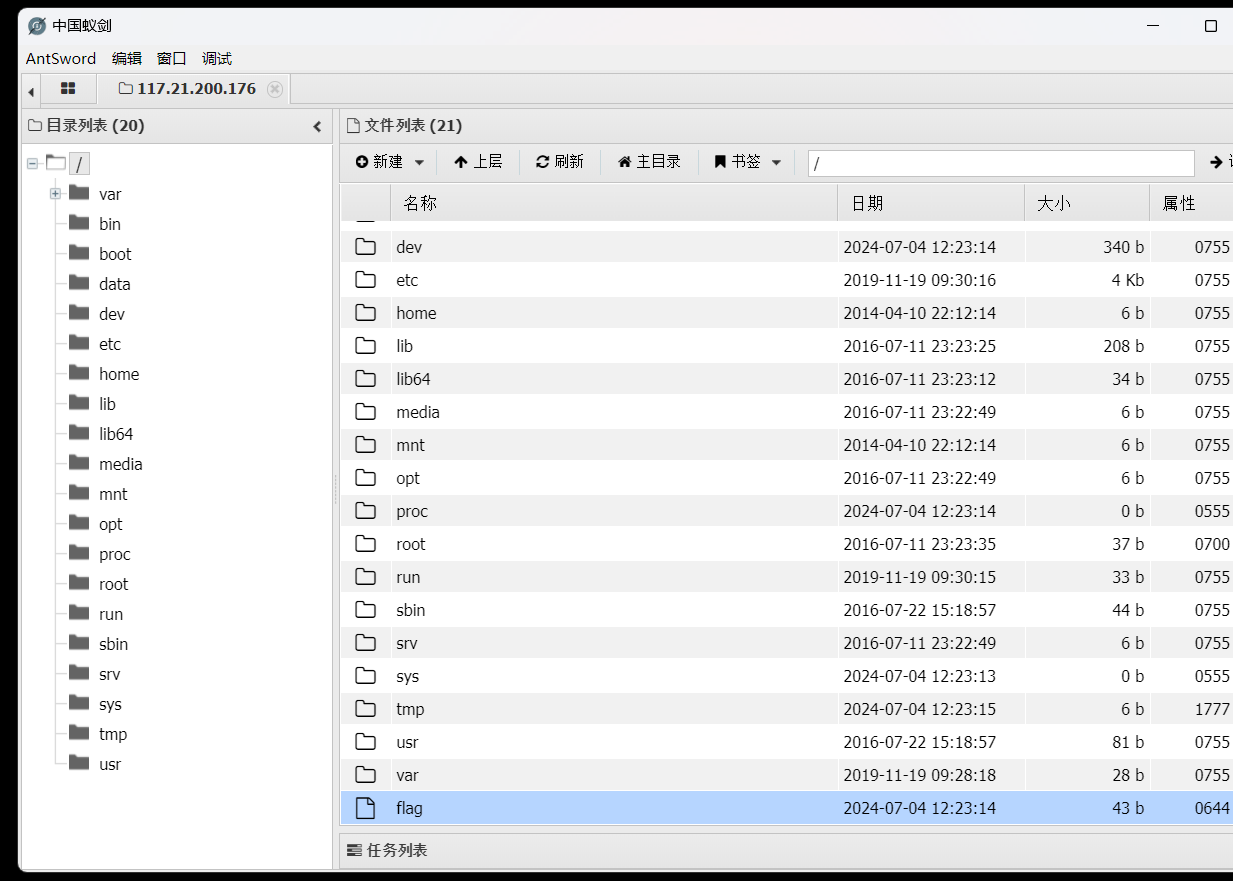 中国蚁剑
AntSword 编辑 窗口 调试
117.21.200.176
目录列表 (20)
/
var
bin
boot
data
dev
etc
home
lib
lib64
media
mnt
opt
proc
root
run
sbin
srv
sys
tmp
usr
文件列表 (21)
新建 上层 刷新 主目录 书签 /
名称 日期 大小 属性
dev 2024-07-04 12:23:14 340 b 0755
etc 2019-11-19 09:30:16 4 Kb 0755
home 2014-04-10 22:12:14 6 b 0755
lib 2016-07-11 23:23:25 208 b 0755
lib64 2016-07-11 23:23:12 34 b 0755
media 2016-07-11 23:22:49 6 b 0755
mnt 2014-04-10 22:12:14 6 b 0755
opt 2016-07-11 23:22:49 6 b 0755
proc 2024-07-04 12:23:14 0 b 0555
root 2016-07-11 23:23:35 37 b 0700
run 2019-11-19 09:30:15 33 b 0755
sbin 2016-07-22 15:18:57 44 b 0755
srv 2016-07-11 23:22:49 6 b 0755
sys 2024-07-04 12:23:13 0 b 0555
tmp 2024-07-04 12:23:15 6 b 1777
usr 2016-07-22 15:18:57 81 b 0755
var 2019-11-19 09:28:18 28 b 0755
flag 2024-07-04 12:23:14 43 b 0644
任务列表